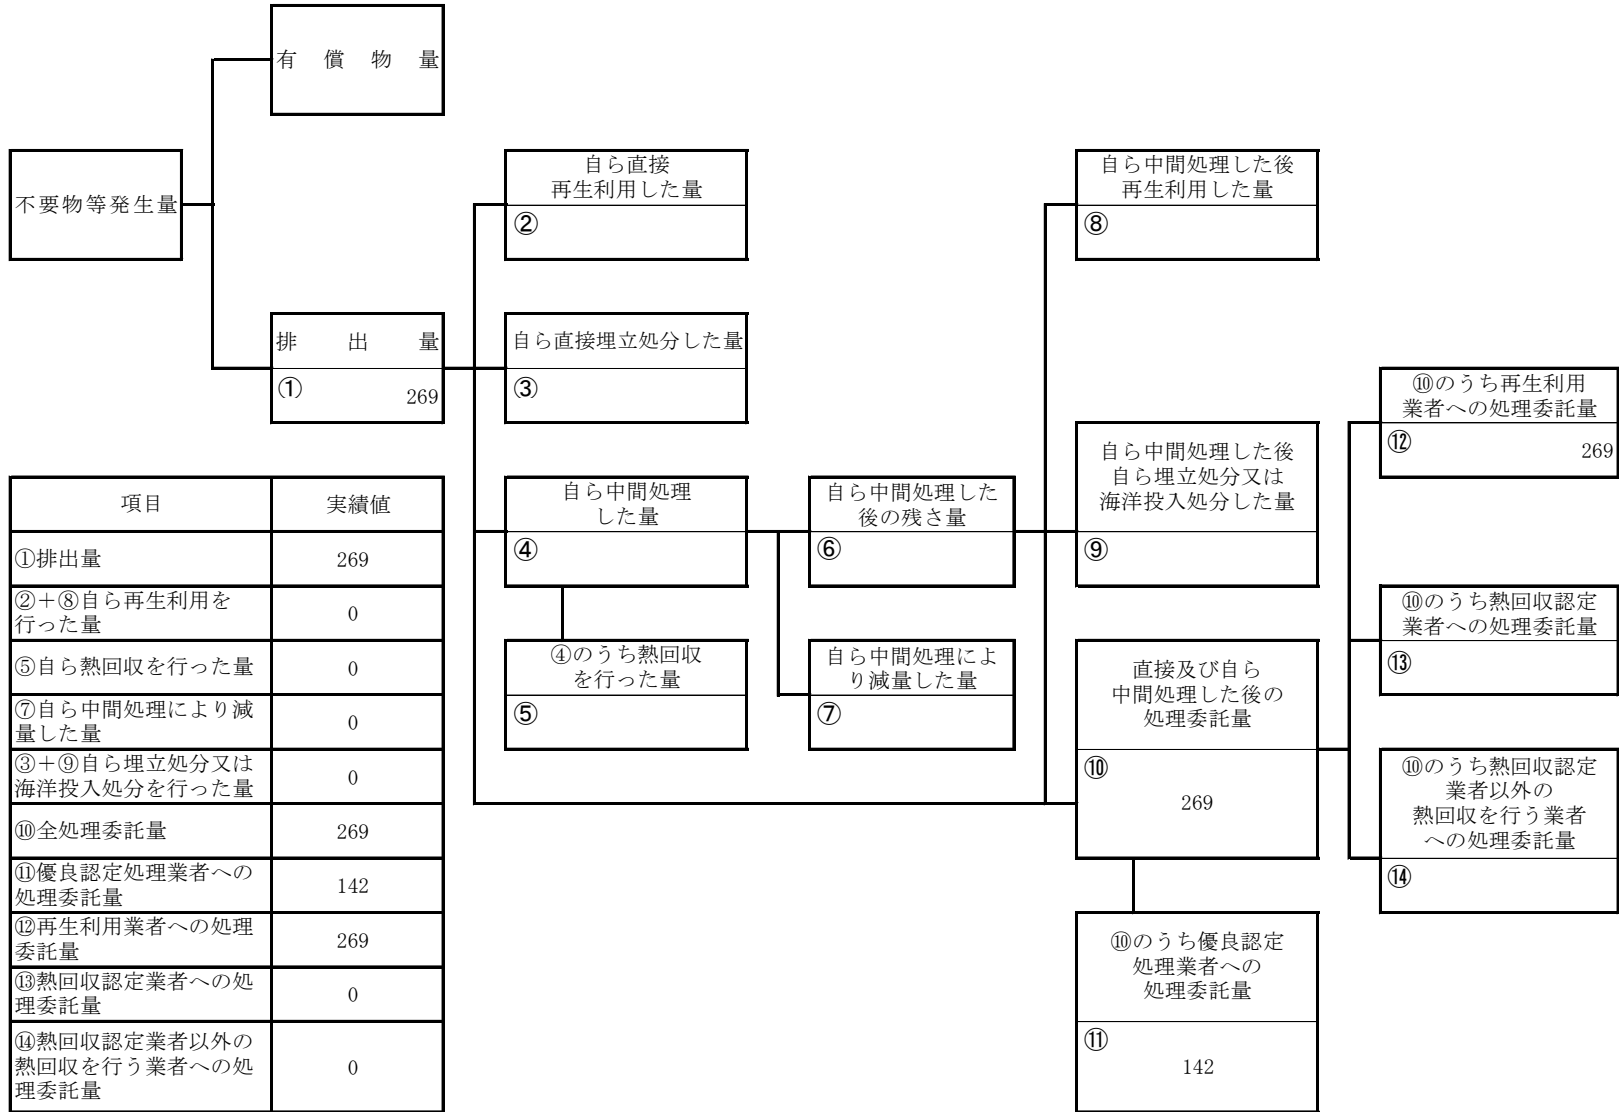 有償物量
不要物等発生量
排出量
①
269
自ら直接
再生利用した量
②
自ら直接埋立処分した量
③
自ら中間処理
した量
④
④のうち熱回収
を行った量
⑤
自ら中間処理した
後の残さ量
⑥
自ら中間処理によ
り減量した量
⑦
自ら中間処理した後
再生利用した量
⑧
自ら中間処理した後
自ら埋立処分又は
海洋投入処分した量
⑨
直接及び自ら
中間処理した後の
処理委託量
⑩
269
⑩のうち優良認定
処理業者への
処理委託量
⑪
142
⑩のうち再生利用
業者への処理委託量
⑫
269
⑩のうち熱回収認定
業者への処理委託量
⑬
⑩のうち熱回収認定
業者以外の
熱回収を行う業者
への処理委託量
⑭
項目 実績値
①排出量 269
②+⑧自ら再生利用を
行った量 0
⑤自ら熱回収を行った量 0
⑦自ら中間処理により減
量した量 0
③+⑨自ら埋立処分又は
海洋投入処分を行った量 0
⑩全処理委託量 269
⑪優良認定処理業者への
処理委託量 142
⑫再生利用業者への処理
委託量 269
⑬熱回収認定業者への処
理委託量 0
⑭熱回収認定業者以外の
熱回収を行う業者への処
理委託量 0